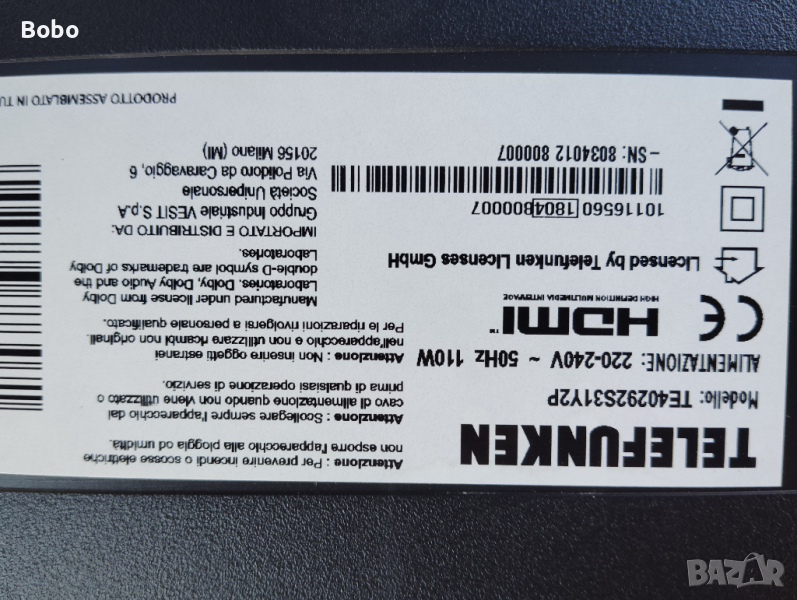 Bobo
TELEFUNKEN
Modello: TE40292S31Y2P
ALIMENTAZIONE: 220-240V ~ 50Hz 110W
HDMI™
HIGH DEFINITION MULTIMEDIA INTERFACE
CE
Licensed by Telefunken Licenses GmbH
10116560 1804 800007
-SN: 8034012 800007
Attenzione : Per prevenire incendi o scosse elettriche
non esporre l'apparecchio alla pioggia od umidità.
Attenzione : Scollegare sempre l'apparecchio dal
cavo di alimentazione quando non viene utilizzato o
prima di qualsiasi operazione di servizio.
Attenzione : Non inserire oggetti estranei
nell'apparecchio e non utilizzare ricambi non originali.
Per le riparazioni rivolgersi a personale qualificato.
Manufactured under license from Dolby
Laboratories. Dolby, Dolby Audio and the
double-D symbol are trademarks of Dolby
Laboratories.
IMPORTATO E DISTRIBUITO DA:
Gruppo Industriale VESIT S.p.A
Società Unipersonale
Via Polidoro da Caravaggio, 6
20156 Milano (MI)
PRODOTTO ASSEMBLATO IN TU
BAZAR